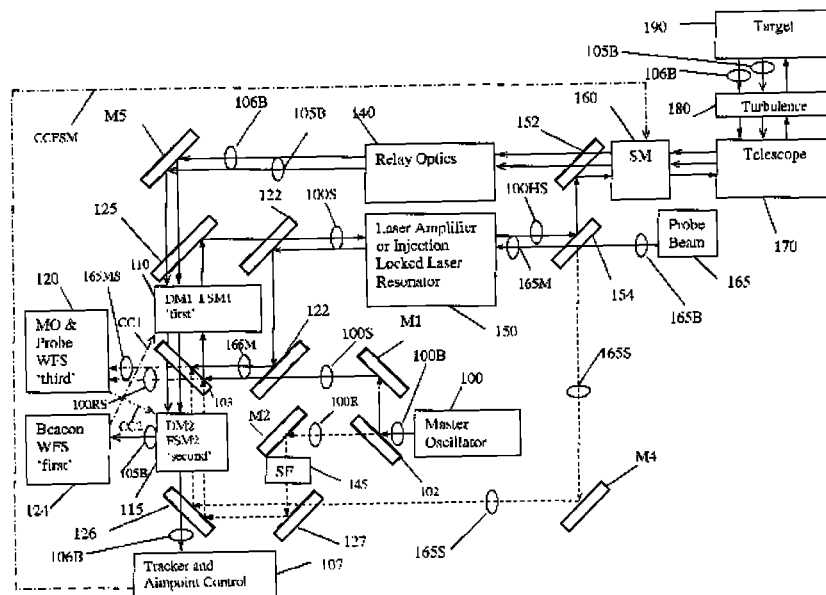 190
Target
105B
106B
180
Turbulence
160
SM
Telescope
170
152
M5
106B
105B
140
Relay Optics
CCFSM
125
122
100S
Laser Amplifier
or Injection
Locked Laser
Resonator
150
100HS
165M
154
Probe
Beam
165
165B
110
DM1 FSM1
'first'
120
165MS
MO &
Probe
WFS
'third'
CC1
100RS
165M
122
100S
M1
100B
100
Master
Oscillator
102
103
M2
100R
SF
145
Beacon
WFS
'first'
124
CC2
105B
DM2
FSM2
'second'
115
126
106B
127
165S
165S
M4
Tracker and
Aimpoint Control
107